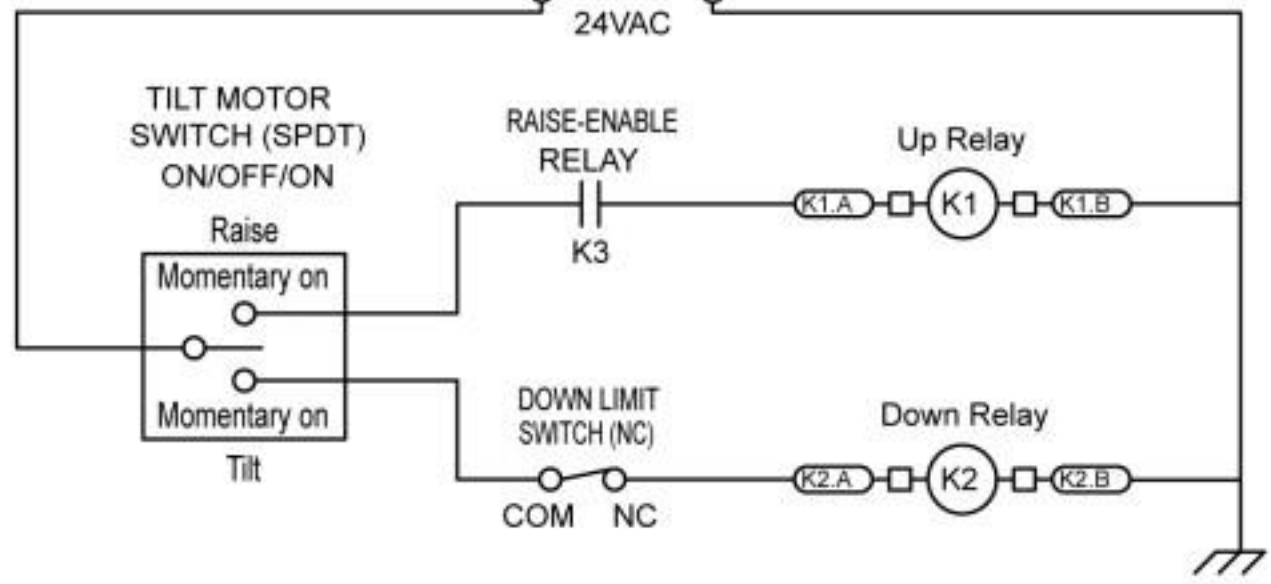 24VAC
TILT MOTOR
SWITCH (SPDT)
ON/OFF/ON
Raise
Momentary on
Momentary on
Tilt
RAISE-ENABLE
RELAY
K3
Up Relay
K1.A
K1
K1.B
DOWN LIMIT
SWITCH (NC)
COM NC
Down Relay
K2.A
K2
K2.B